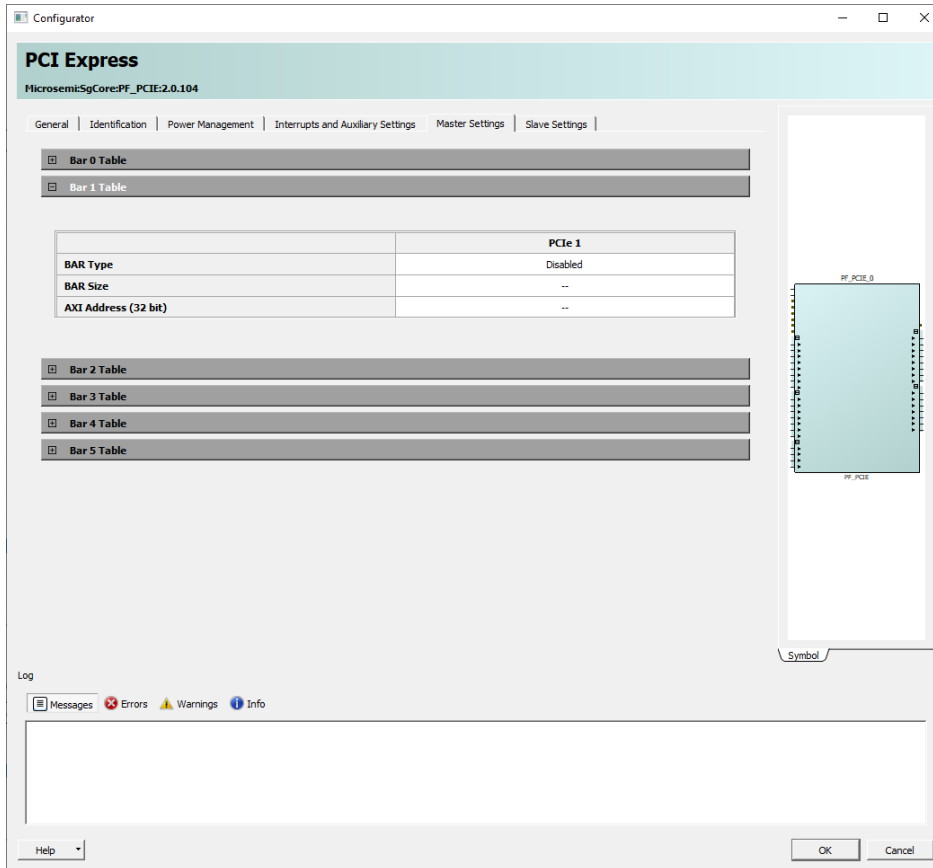 Configurator
PCI Express
Microsemi:SgCore:PF_PCIE:2.0.104
General Identification Power Management Interrupts and Auxiliary Settings Master Settings Slave Settings
Bar 0 Table
Bar 1 Table
PCIe 1
BAR Type Disabled
BAR Size --
AXI Address (32 bit) --
Bar 2 Table
Bar 3 Table
Bar 4 Table
Bar 5 Table
PF_PCIE_0
PF_PCIE
Symbol
Log
Messages Errors Warnings Info
Help OK Cancel